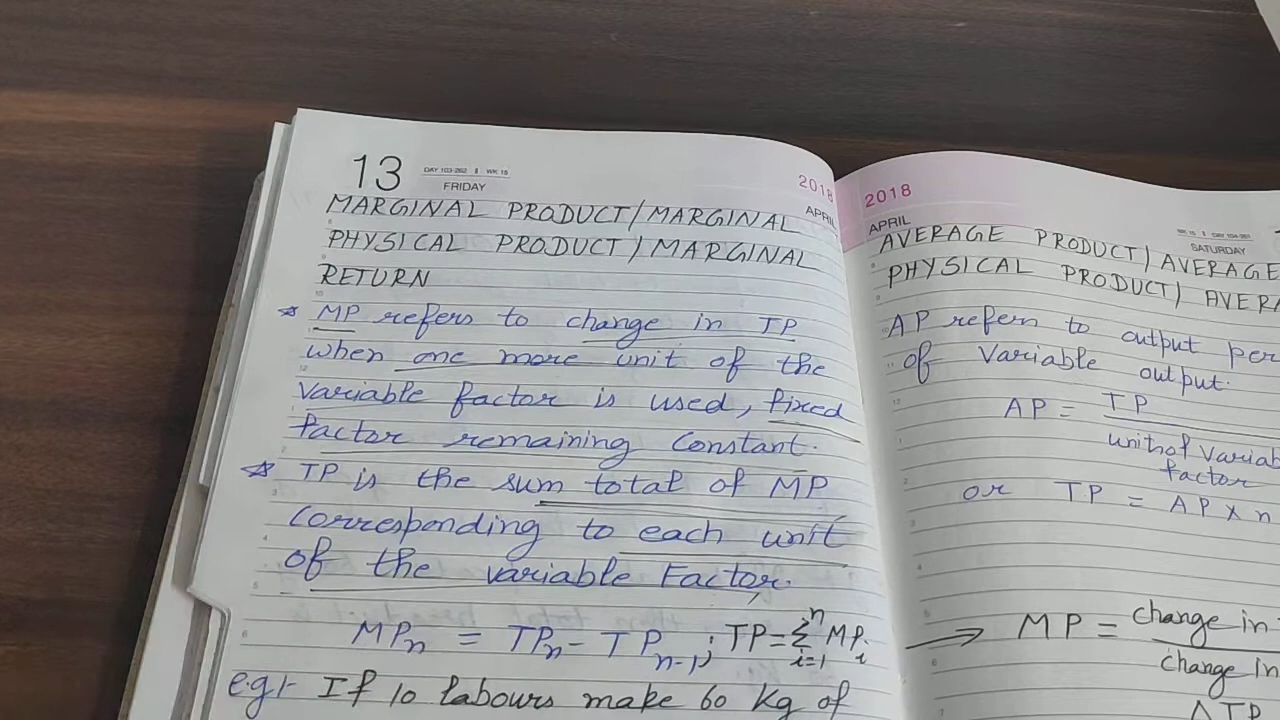 13
DAY 103-262 WK 15
FRIDAY
2018
APRIL
MARGINAL PRODUCT/MARGINAL
PHYSICAL PRODUCT/MARGINAL
RETURN
* MP refers to change in TP
when one more unit of the
variable factor is used, fixed
factor remaining constant.
* TP is the sum total of MP
corresponding to each unit
of the variable Factor.
MPn = TPn - TPn-1; TP = Σ i=1 n MPi
e.g:- If 10 labours make 60 Kg of
2018
APRIL
SATURDAY
AVERAGE PRODUCT/AVERAGE
PHYSICAL PRODUCT/AVERA
AP refers to output per
of variable output.
AP = TP
units of variab
factor
or TP = AP x n
→ MP = change in
change in
ΔTP